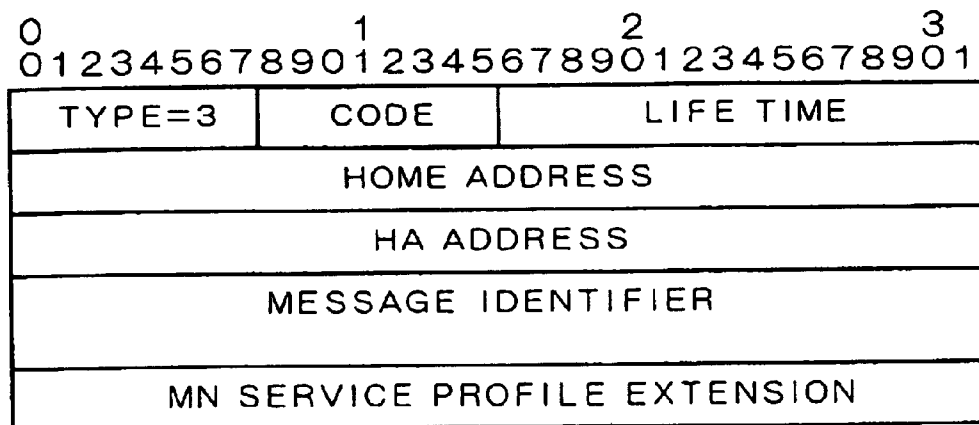 0 1 2 3
01234567890123456789012345678901
TYPE=3 CODE LIFE TIME
HOME ADDRESS
HA ADDRESS
MESSAGE IDENTIFIER
MN SERVICE PROFILE EXTENSION